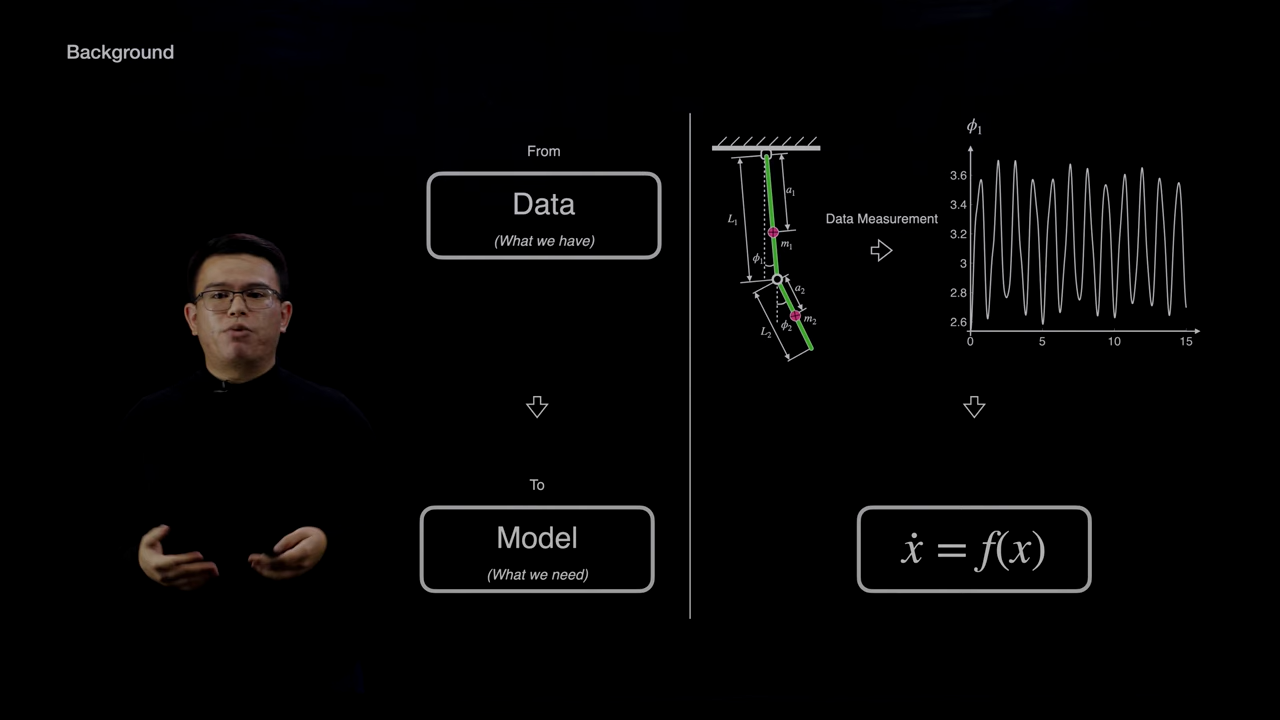 Background
From
Data
(What we have)
To
Model
(What we need)
L₁
a₁
m₁
ϕ₁
a₂
m₂
ϕ₂
L₂
Data Measurement
ϕ₁
3.6
3.4
3.2
3
2.8
2.6
0
5
10
15
ẋ = f(x)